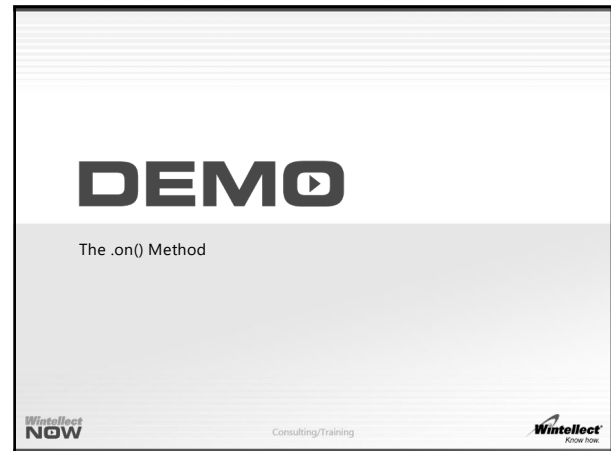 DEMO
The .on() Method
Wintellect
NOW
Consulting/Training
Wintellect
Know how.